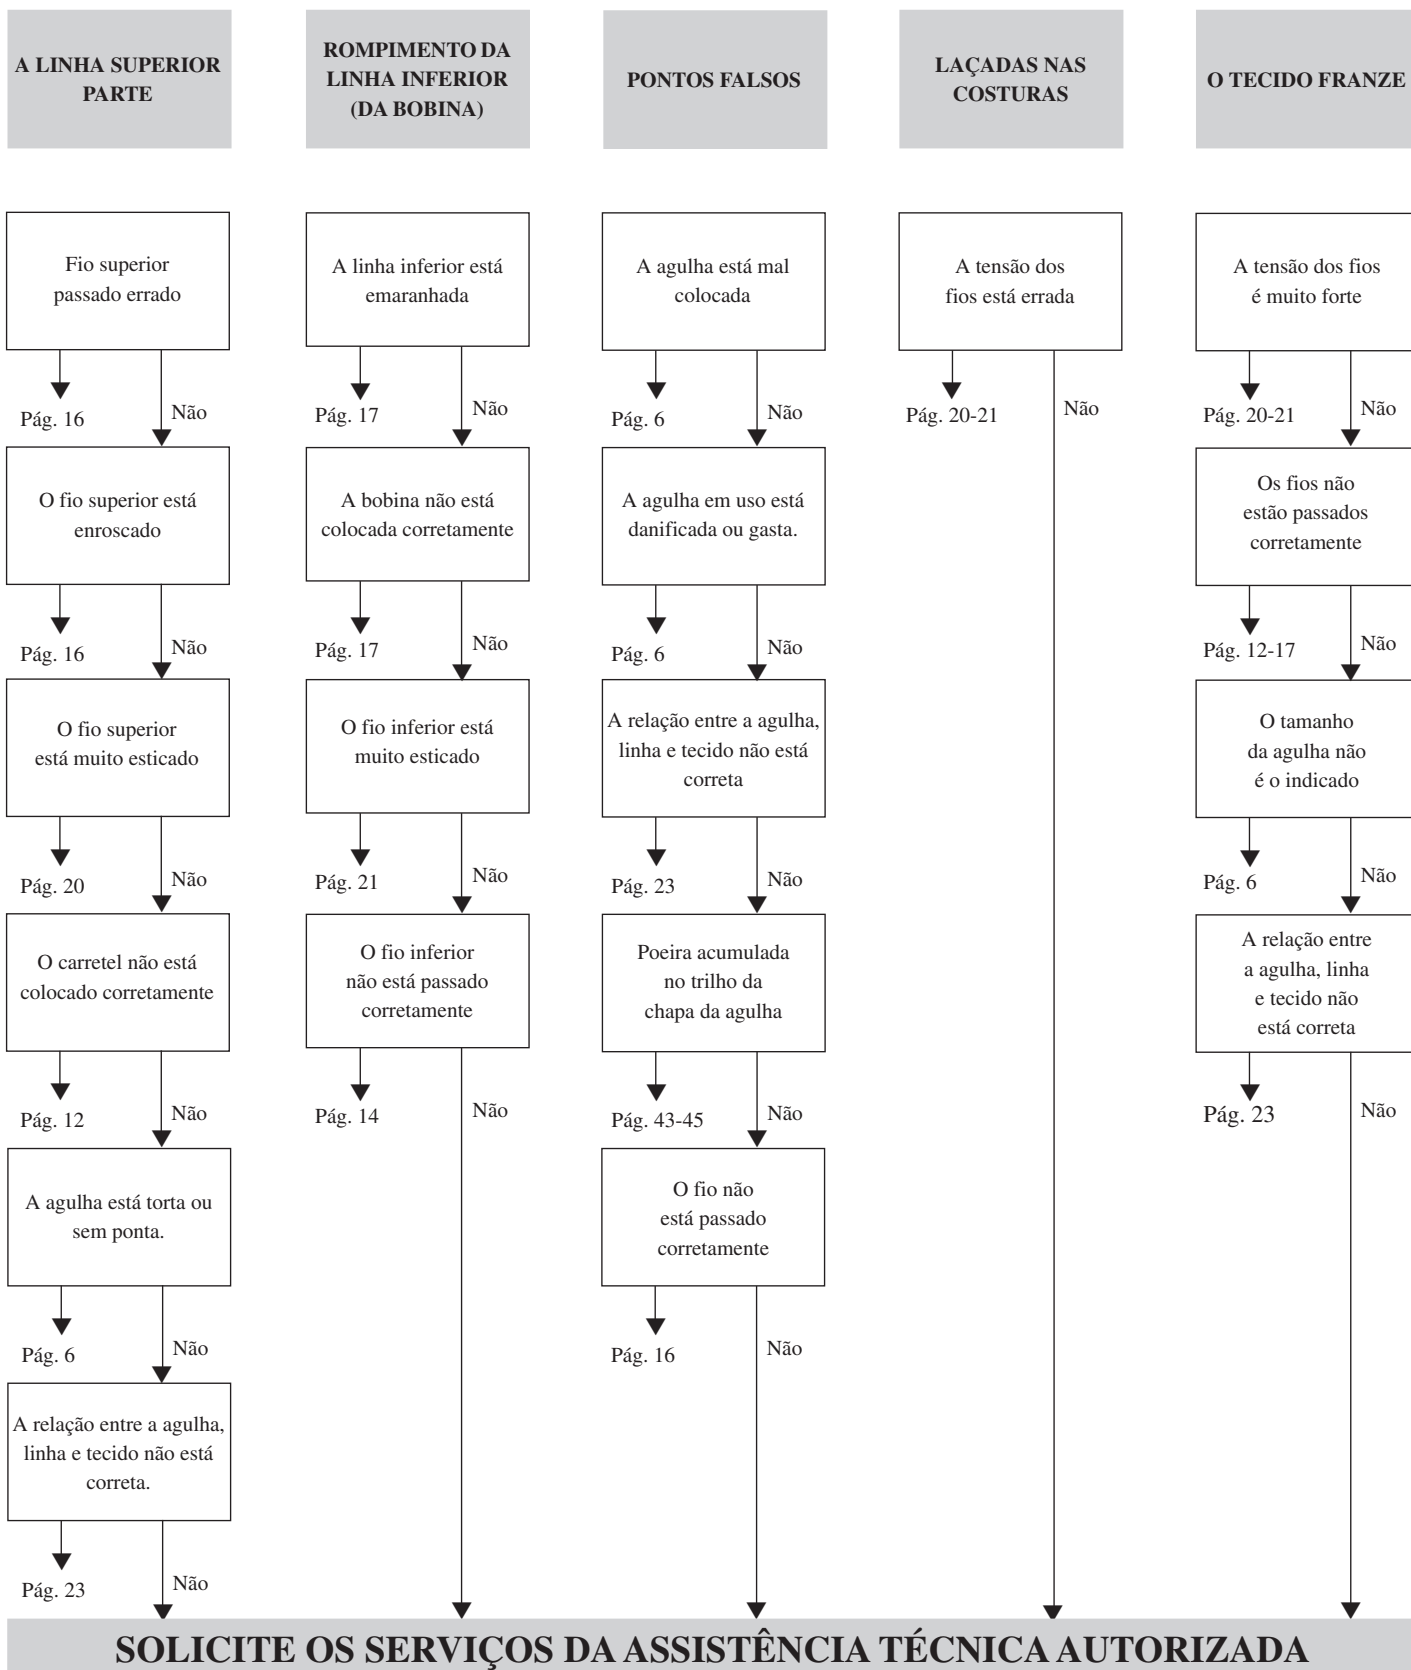 A LINHA SUPERIOR
PARTE
Fio superior
passado errado
Pág. 16
Não
O fio superior está
enroscado
Pág. 16
Não
O fio superior
está muito esticado
Pág. 20
Não
O carretel não está
colocado corretamente
Pág. 12
Não
A agulha está torta ou
sem ponta.
Pág. 6
Não
A relação entre a agulha,
linha e tecido não está
correta.
Pág. 23
Não
ROMPIMENTO DA
LINHA INFERIOR
(DA BOBINA)
A linha inferior está
emaranhada
Pág. 17
Não
A bobina não está
colocada corretamente
Pág. 17
Não
O fio inferior está
muito esticado
Pág. 21
Não
O fio inferior
não está passado
corretamente
Pág. 14
Não
PONTOS FALSOS
A agulha está mal
colocada
Pág. 6
Não
A agulha em uso está
danificada ou gasta.
Pág. 6
Não
A relação entre a agulha,
linha e tecido não está
correta
Pág. 23
Não
Poeira acumulada
no trilho da
chapa da agulha
Pág. 43-45
Não
O fio não
está passado
corretamente
Pág. 16
Não
LAÇADAS NAS
COSTURAS
A tensão dos
fios está errada
Pág. 20-21
Não
O TECIDO FRANZE
A tensão dos fios
é muito forte
Pág. 20-21
Não
Os fios não
estão passados
corretamente
Pág. 12-17
Não
O tamanho
da agulha não
é o indicado
Pág. 6
Não
A relação entre
a agulha, linha
e tecido não
está correta
Pág. 23
Não
SOLICITE OS SERVIÇOS DA ASSISTÊNCIA TÉCNICA AUTORIZADA